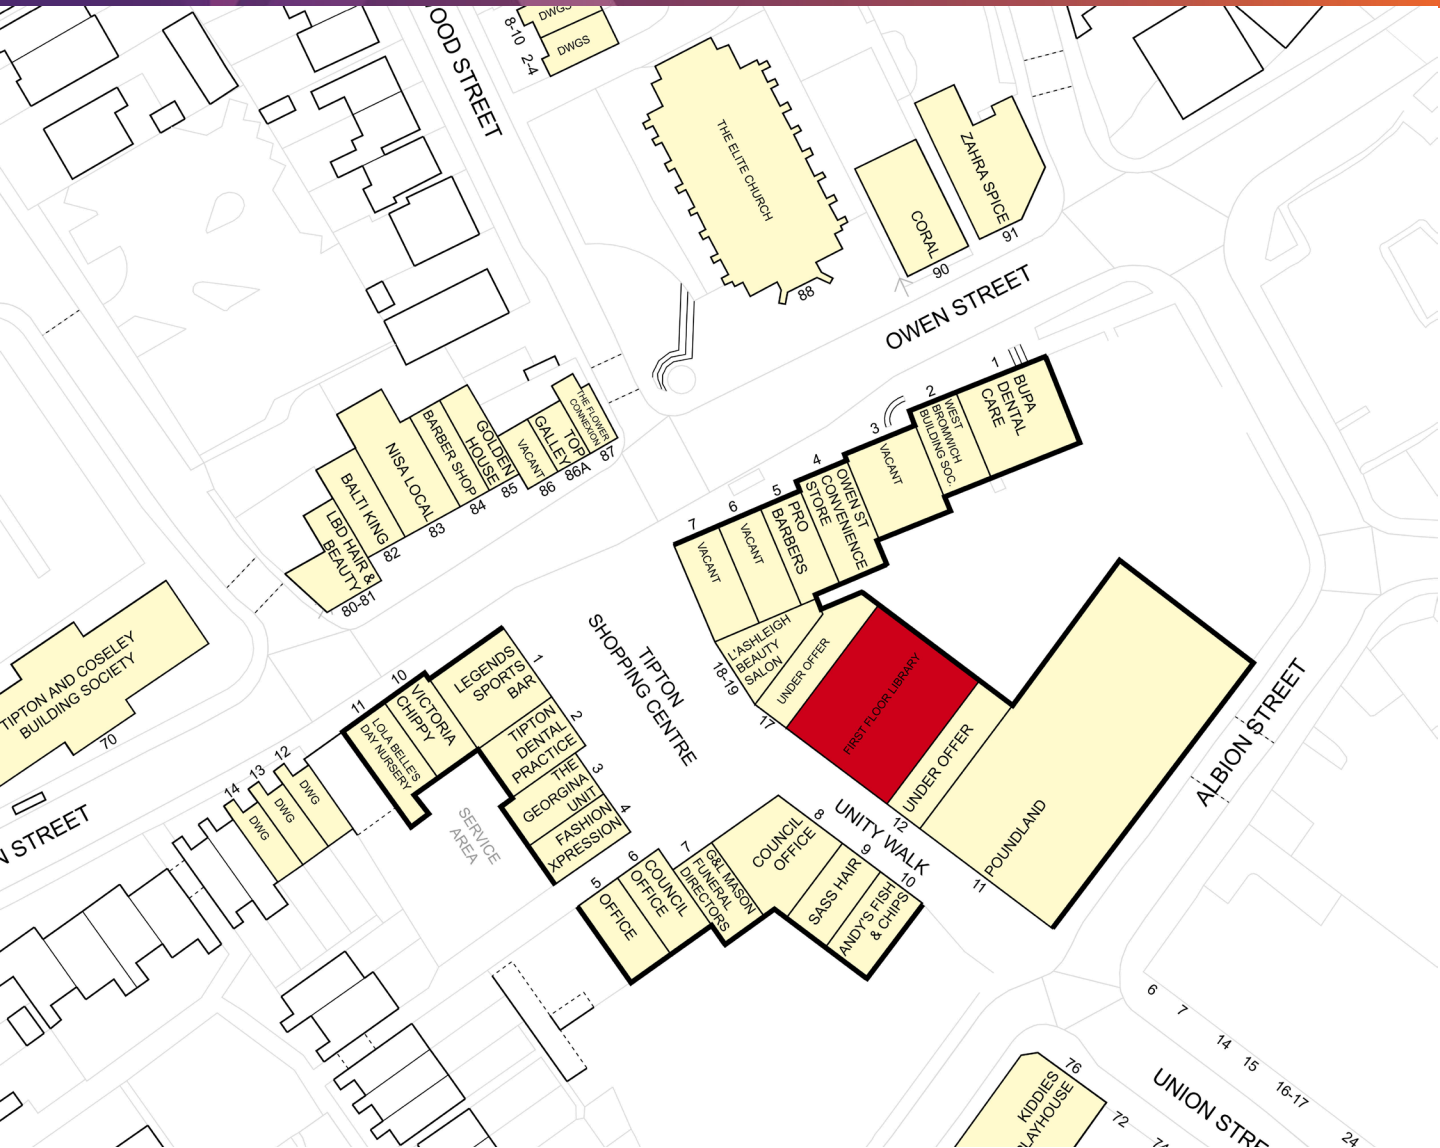 OOD STREET
8-10
2-4
DWGS
DWGS
THE ELITE CHURCH
88
CORAL
90
ZAHRA SPICE
91
OWEN STREET
1
BUPA
DENTAL
CARE
2
WEST
BROMWICH
BUILDING SOC.
3
VACANT
4
OWEN ST
CONVENIENCE
STORE
5
PRO
BARBERS
6
VACANT
7
VACANT
18-19
L'ASHLEIGH
BEAUTY
SALON
17
UNDER OFFER
FIRST FLOOR LIBRARY
12
UNDER OFFER
11
POUNDLAND
THE FLOWER
CONNEXION
87
TOP
GALLEY
86A
VACANT
86
GOLDEN
HOUSE
85
BARBER SHOP
84
NISA LOCAL
83
BALTI KING
82
LBD HAIR &
BEAUTY
80-81
TIPTON AND COSELEY
BUILDING SOCIETY
70
TIPTON
SHOPPING CENTRE
1
LEGENDS
SPORTS
BAR
2
TIPTON
DENTAL
PRACTICE
3
THE
GEORGINA
UNIT
4
FASHION
XPRESSION
10
VICTORIA
CHIPPY
11
LOLA BELLE'S
DAY NURSERY
12
DWG
13
DWG
14
DWG
N STREET
SERVICE
AREA
5
OFFICE
6
COUNCIL
OFFICE
7
G&L MASON
FUNERAL
DIRECTORS
8
COUNCIL
OFFICE
9
SASS HAIR
10
ANDY'S FISH
& CHIPS
UNITY WALK
ALBION STREET
6
7
14
15
16-17
24
UNION STRE
76
72
74
KIDDIES
LAYHOUSE